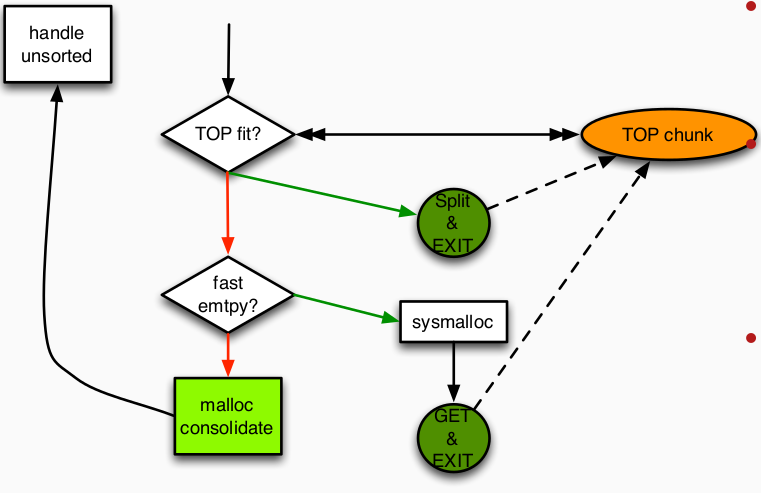 handle
unsorted
TOP fit?
TOP chunk
Split
&
EXIT
fast
emtpy?
sysmalloc
malloc
consolidate
GET
&
EXIT